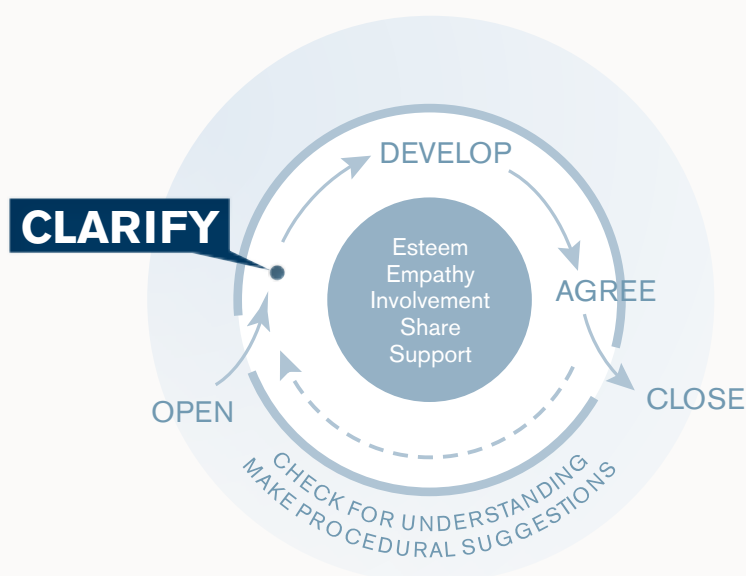 DEVELOP
CLARIFY
Esteem
Empathy
Involvement
Share
Support
AGREE
OPEN
CLOSE
CHECK FOR UNDERSTANDING
MAKE PROCEDURAL SUGGESTIONS